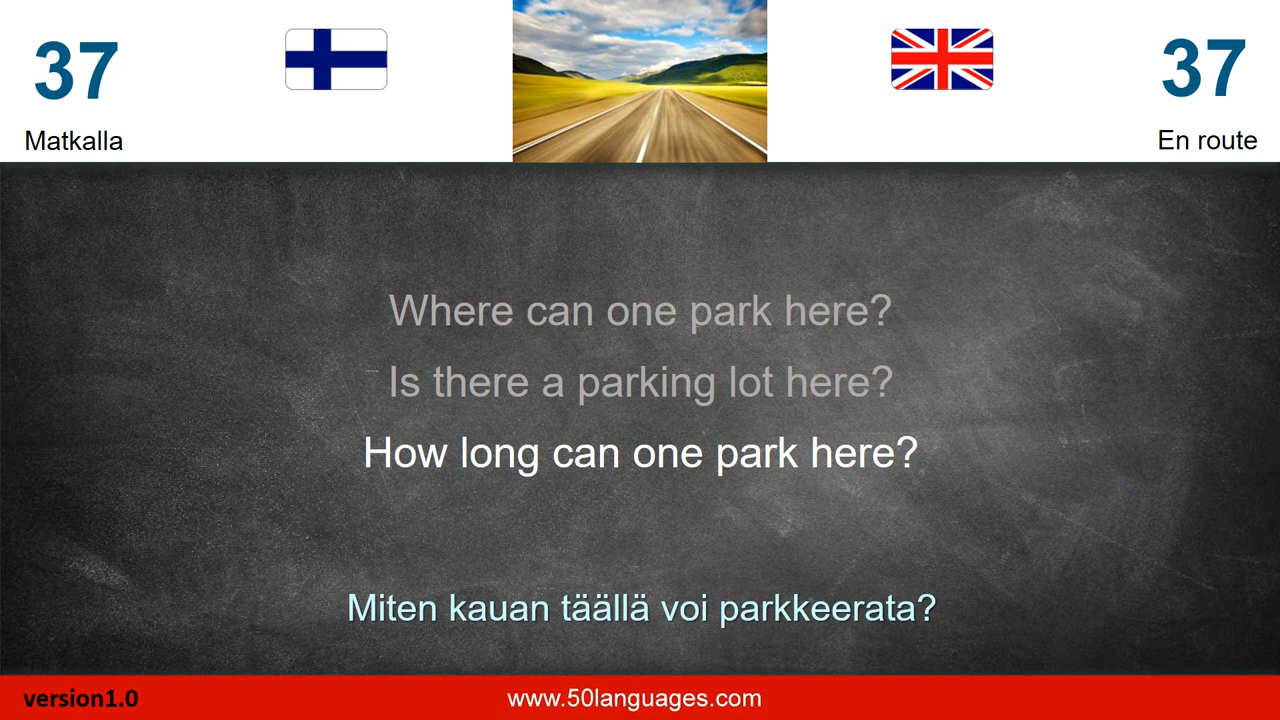 37
37
Matkalla
En route
Where can one park here?
Is there a parking lot here?
How long can one park here?
Miten kauan täällä voi parkkeerata?
version1.0
www.50languages.com